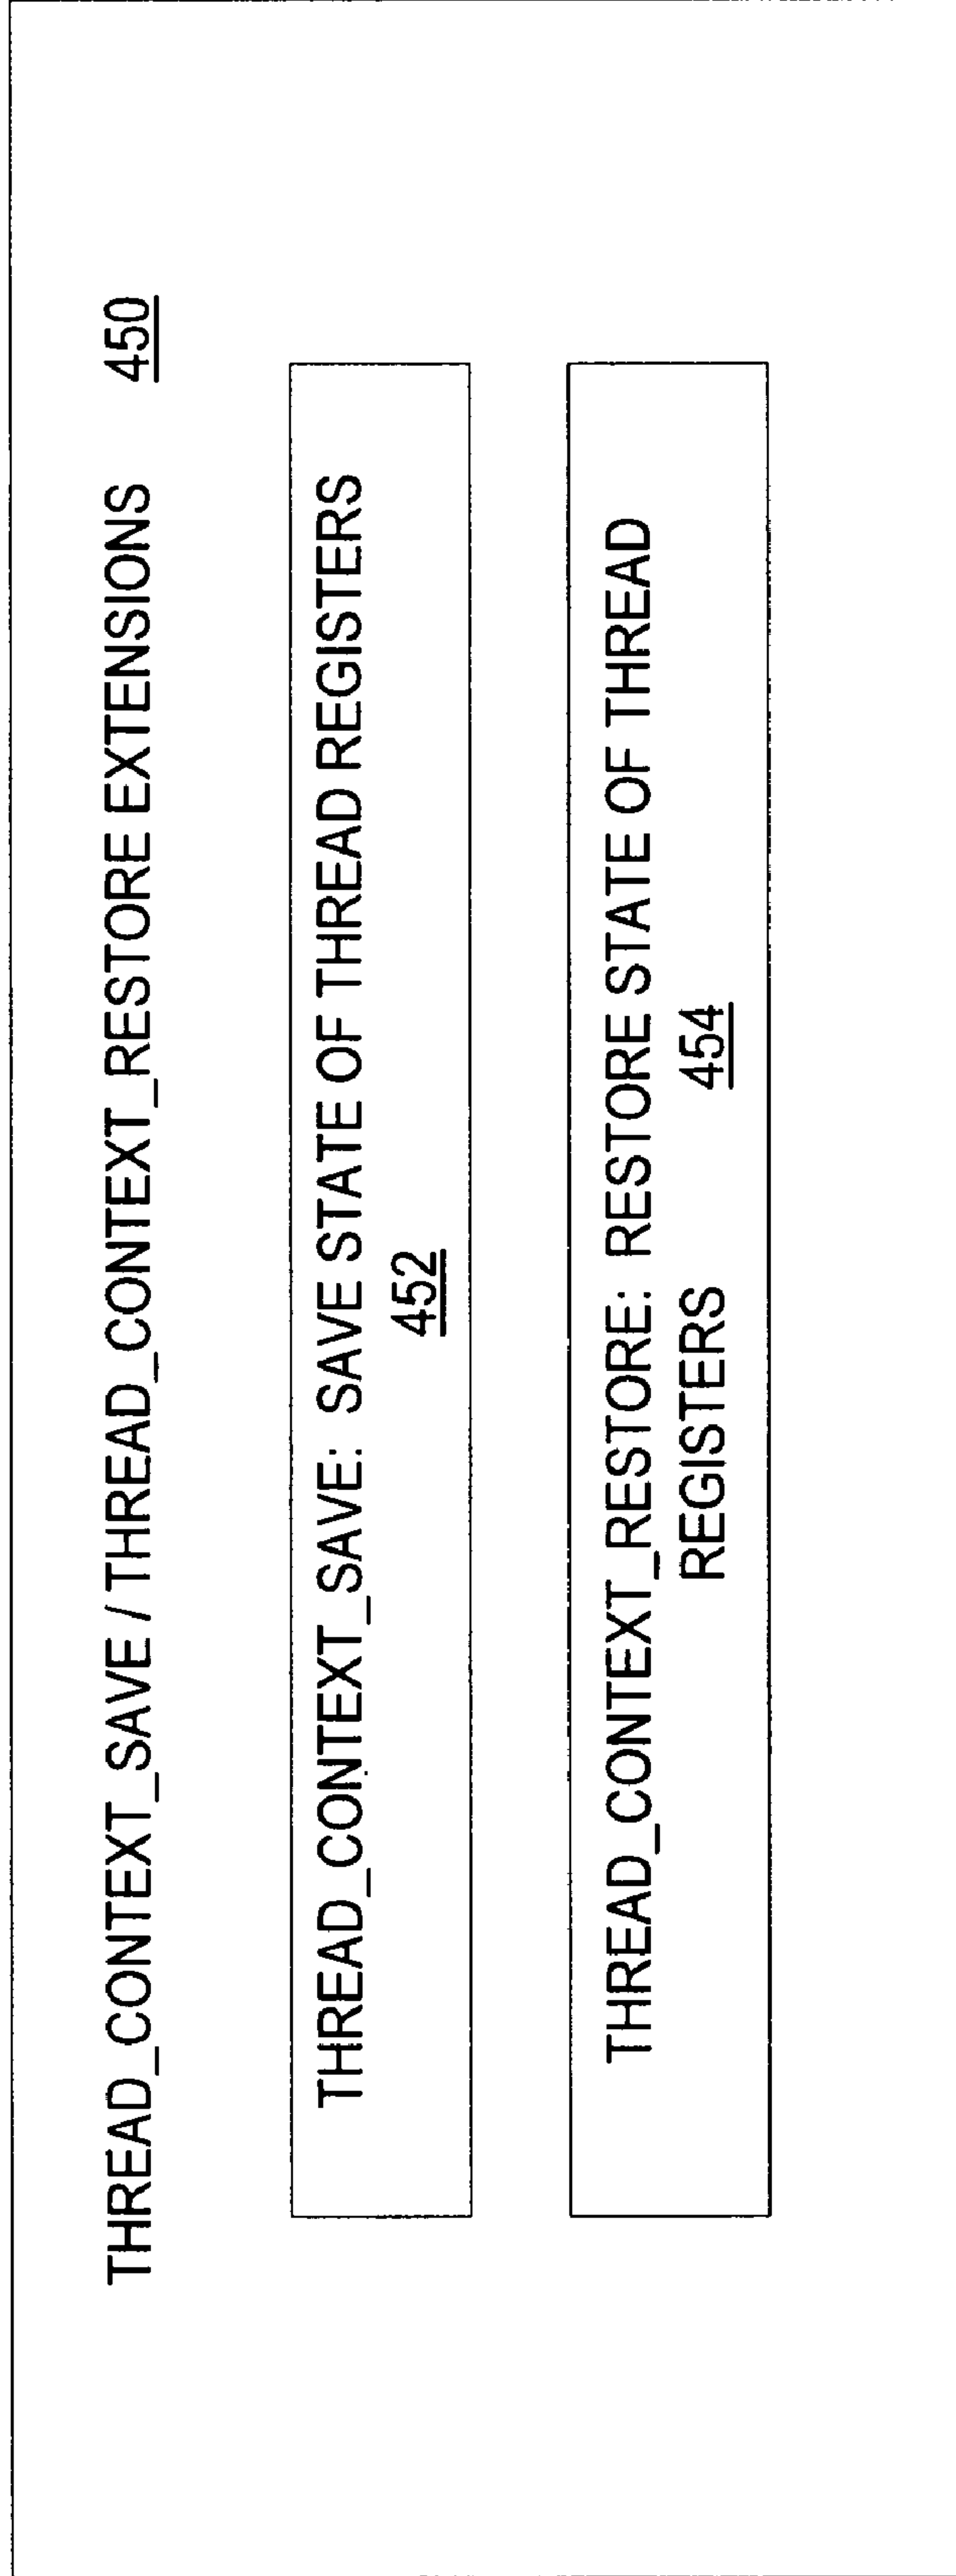 THREAD_CONTEXT_SAVE / THREAD_CONTEXT_RESTORE EXTENSIONS 450
THREAD_CONTEXT_SAVE: SAVE STATE OF THREAD REGISTERS
452
THREAD_CONTEXT_RESTORE: RESTORE STATE OF THREAD
REGISTERS 454